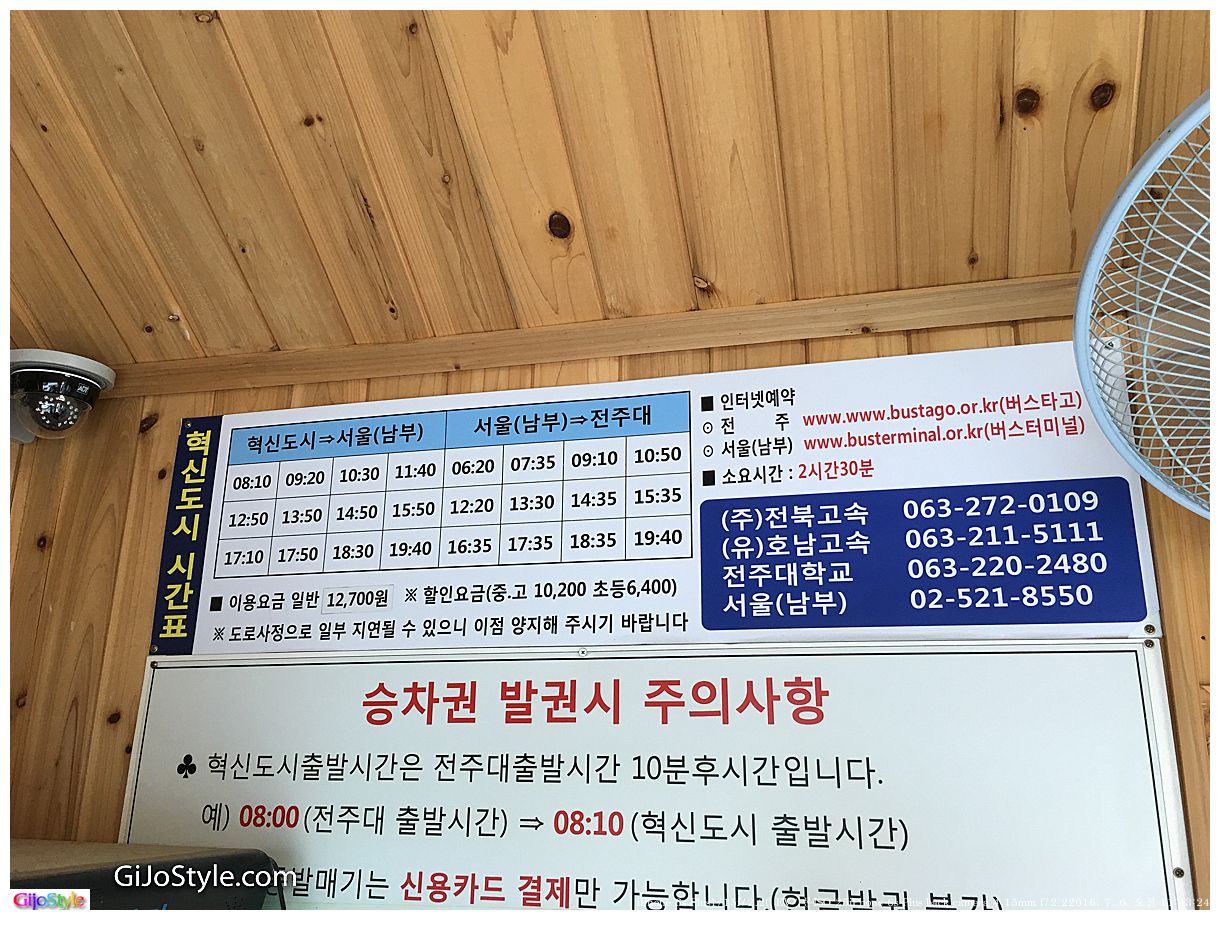 혁신도시 시간표
혁신도시⇒서울(남부) 서울(남부)⇒전주대
08:10 09:20 10:30 11:40 06:20 07:35 09:10 10:50
12:50 13:50 14:50 15:50 12:20 13:30 14:35 15:35
17:10 17:50 18:30 19:40 16:35 17:35 18:35 19:40
■ 이용요금 일반 12,700원 ※ 할인요금(중.고 10,200 초등6,400)
※ 도로사정으로 일부 지연될 수 있으니 이점 양지해 주시기 바랍니다
■ 인터넷예약
⊙ 전 주 www.www.bustago.or.kr(버스타고)
⊙ 서울(남부) www.busterminal.or.kr(버스터미널)
■ 소요시간 : 2시간30분
(주)전북고속 063-272-0109
(유)호남고속 063-211-5111
전주대학교 063-220-2480
서울(남부) 02-521-8550
승차권 발권시 주의사항
♣ 혁신도시출발시간은 전주대출발시간 10분후시간입니다.
예) 08:00 (전주대 출발시간) ⇒ 08:10 (혁신도시 출발시간)
발매기는 신용카드 결제만 가능합니다.(현금발권 불가)
GiJoStyle.com
GijoStyle